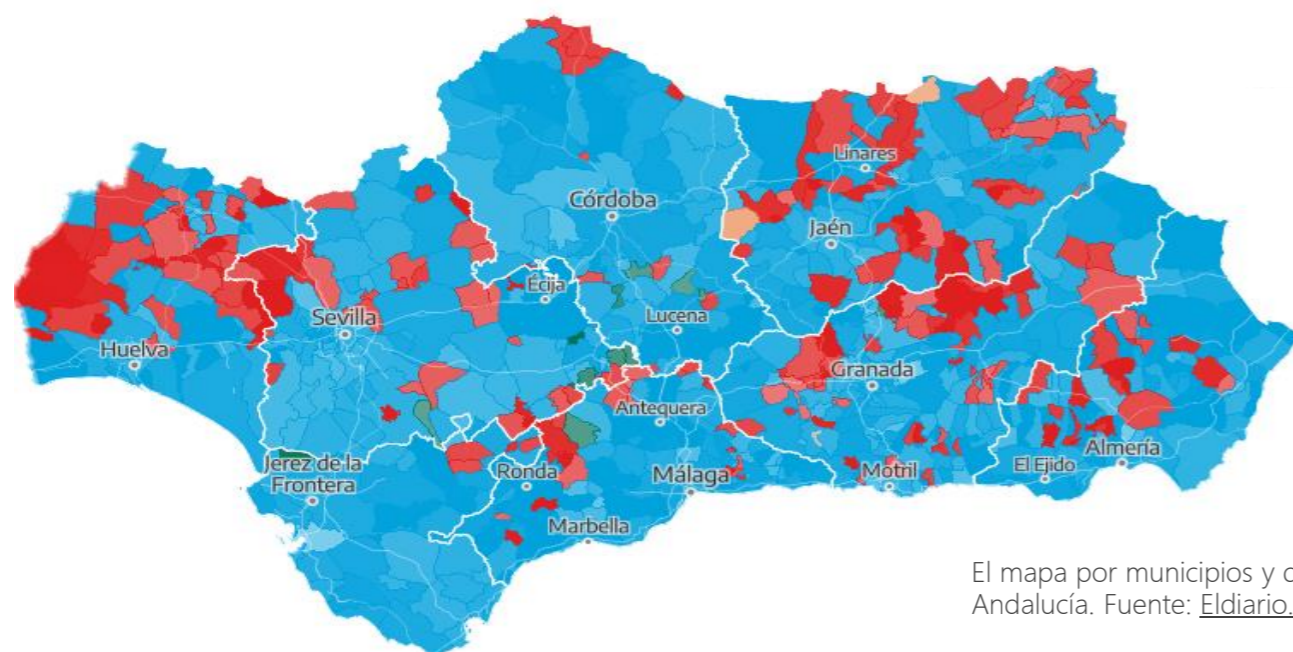 Linares
Córdoba
Jaén
Écija
Sevilla
Lucena
Huelva
Granada
Antequera
Almería
Jerez de la
Frontera
Ronda
Málaga
Motril
El Ejido
Marbella
El mapa por municipios y
Andalucía. Fuente: Eldiario.